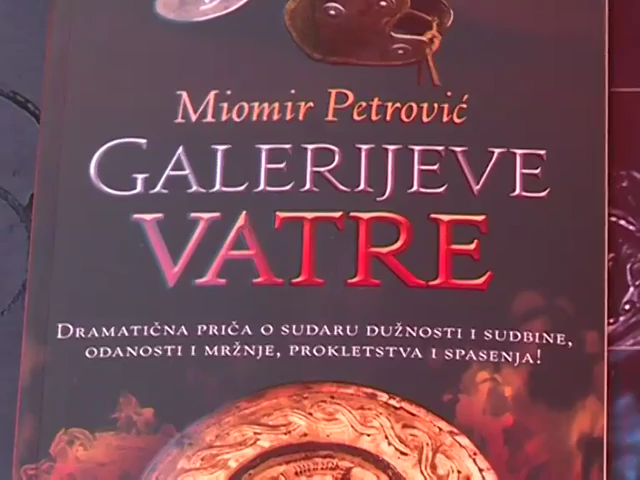 Miomir Petrović
GALERIJEVE
VATRE
DRAMATIČNA PRIČA O SUDARU DUŽNOSTI I SUDBINE,
ODANOSTI I MRŽNJE, PROKLETSTVA I SPASENJA!